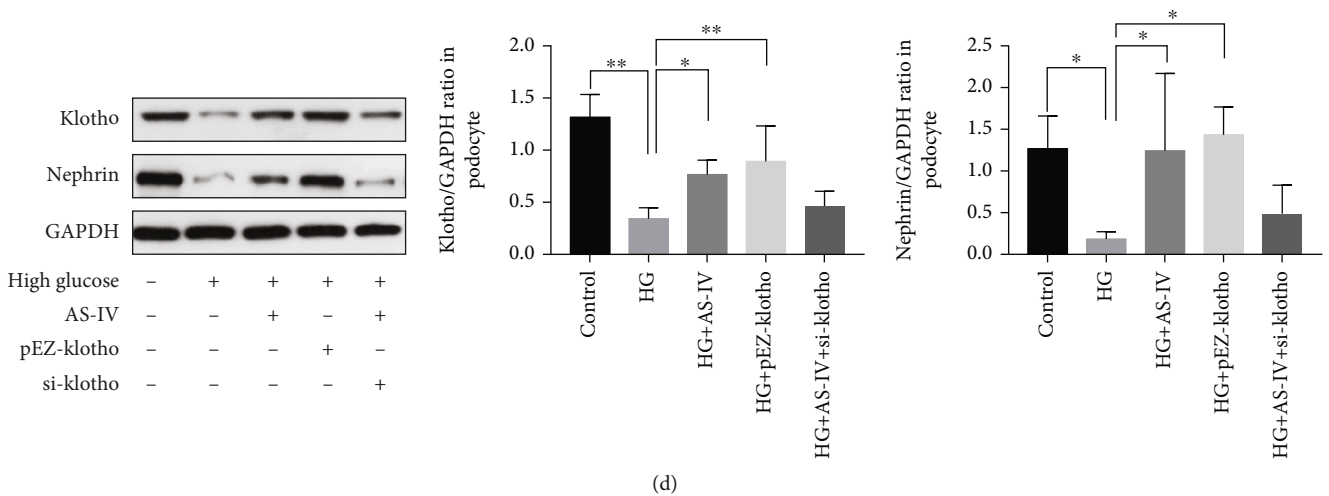 Klotho
Nephrin
GAPDH
High glucose – + + + +
AS-IV – – + – +
pEZ-klotho – – – + –
si-klotho – – – – +
Klotho/GAPDH ratio in
podocyte
2.0
1.5
1.0
0.5
0.0
**
*
**
Control
HG
HG+AS-IV
HG+pEZ-klotho
HG+AS-IV+si-klotho
Nephrin/GAPDH ratio in
podocyte
2.5
2.0
1.5
1.0
0.5
0.0
*
*
*
Control
HG
HG+AS-IV
HG+pEZ-klotho
HG+AS-IV+si-klotho
(d)